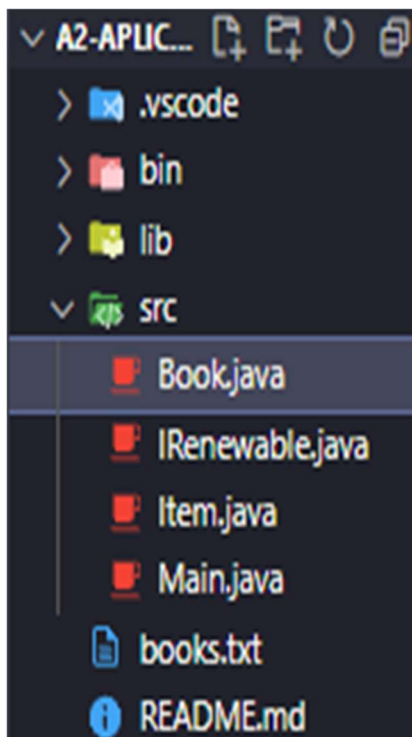 A2-APLIC...
.vscode
bin
lib
src
Book.java
IRenewable.java
Item.java
Main.java
books.txt
README.md